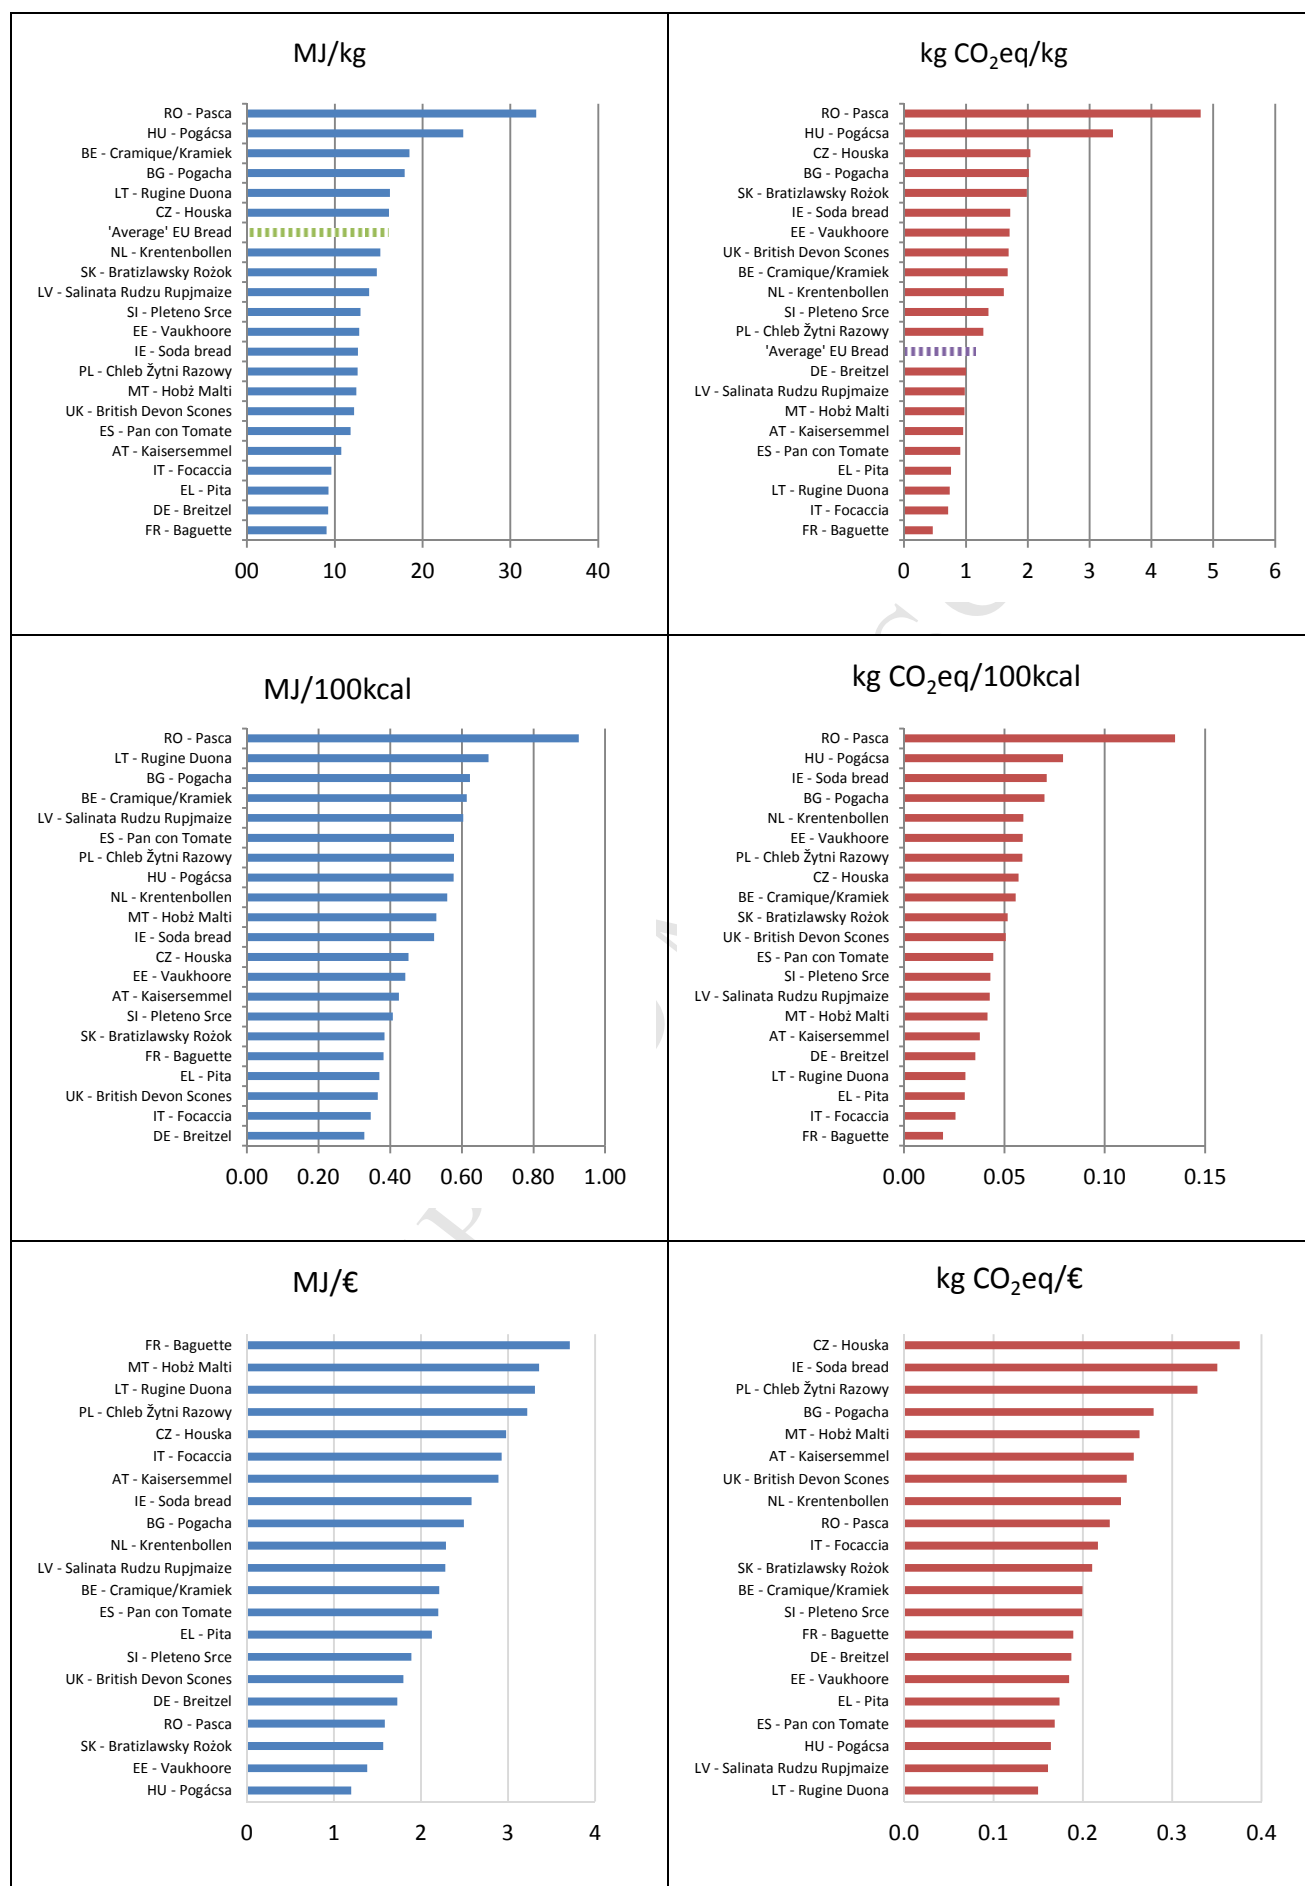 MJ/kg
RO - Pasca
HU - Pogácsa
BE - Cramique/Kramiek
BG - Pogacha
LT - Rugine Duona
CZ - Houska
'Average' EU Bread
NL - Krentenbollen
SK - Bratizlawsky Rożok
LV - Salinata Rudzu Rupjmaize
SI - Pleteno Srce
EE - Vaukhoore
IE - Soda bread
PL - Chleb Žytni Razowy
MT - Hobż Malti
UK - British Devon Scones
ES - Pan con Tomate
AT - Kaisersemmel
IT - Focaccia
EL - Pita
DE - Breitzel
FR - Baguette
00 10 20 30 40
kg CO₂eq/kg
RO - Pasca
HU - Pogácsa
CZ - Houska
BG - Pogacha
SK - Bratizlawsky Rożok
IE - Soda bread
EE - Vaukhoore
UK - British Devon Scones
BE - Cramique/Kramiek
NL - Krentenbollen
SI - Pleteno Srce
PL - Chleb Žytni Razowy
'Average' EU Bread
DE - Breitzel
LV - Salinata Rudzu Rupjmaize
MT - Hobż Malti
AT - Kaisersemmel
ES - Pan con Tomate
EL - Pita
LT - Rugine Duona
IT - Focaccia
FR - Baguette
0 1 2 3 4 5 6
MJ/100kcal
RO - Pasca
LT - Rugine Duona
BG - Pogacha
BE - Cramique/Kramiek
LV - Salinata Rudzu Rupjmaize
ES - Pan con Tomate
PL - Chleb Žytni Razowy
HU - Pogácsa
NL - Krentenbollen
MT - Hobż Malti
IE - Soda bread
CZ - Houska
EE - Vaukhoore
AT - Kaisersemmel
SI - Pleteno Srce
SK - Bratizlawsky Rożok
FR - Baguette
EL - Pita
UK - British Devon Scones
IT - Focaccia
DE - Breitzel
0.00 0.20 0.40 0.60 0.80 1.00
kg CO₂eq/100kcal
RO - Pasca
HU - Pogácsa
IE - Soda bread
BG - Pogacha
NL - Krentenbollen
EE - Vaukhoore
PL - Chleb Žytni Razowy
CZ - Houska
BE - Cramique/Kramiek
SK - Bratizlawsky Rożok
UK - British Devon Scones
ES - Pan con Tomate
SI - Pleteno Srce
LV - Salinata Rudzu Rupjmaize
MT - Hobż Malti
AT - Kaisersemmel
DE - Breitzel
LT - Rugine Duona
EL - Pita
IT - Focaccia
FR - Baguette
0.00 0.05 0.10 0.15
MJ/€
FR - Baguette
MT - Hobż Malti
LT - Rugine Duona
PL - Chleb Žytni Razowy
CZ - Houska
IT - Focaccia
AT - Kaisersemmel
IE - Soda bread
BG - Pogacha
NL - Krentenbollen
LV - Salinata Rudzu Rupjmaize
BE - Cramique/Kramiek
ES - Pan con Tomate
EL - Pita
SI - Pleteno Srce
UK - British Devon Scones
DE - Breitzel
RO - Pasca
SK - Bratizlawsky Rożok
EE - Vaukhoore
HU - Pogácsa
0 1 2 3 4
kg CO₂eq/€
CZ - Houska
IE - Soda bread
PL - Chleb Žytni Razowy
BG - Pogacha
MT - Hobż Malti
AT - Kaisersemmel
UK - British Devon Scones
NL - Krentenbollen
RO - Pasca
IT - Focaccia
SK - Bratizlawsky Rożok
BE - Cramique/Kramiek
SI - Pleteno Srce
FR - Baguette
DE - Breitzel
EE - Vaukhoore
EL - Pita
ES - Pan con Tomate
HU - Pogácsa
LV - Salinata Rudzu Rupjmaize
LT - Rugine Duona
0.0 0.1 0.2 0.3 0.4